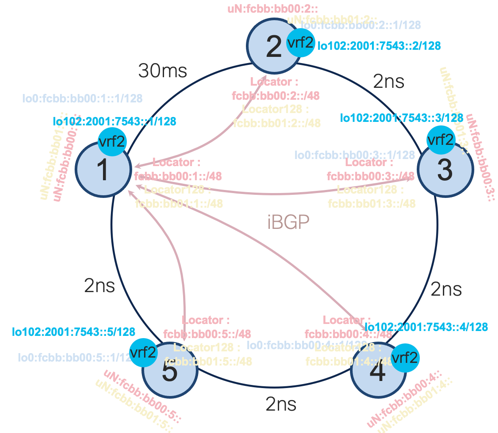 uN:fcbb:bb00:2::
uN:fcbb:bb01:2::
lo0:fcbb:bb00:2::1/128
2
vrf2
lo102:2001:7543::2/128
30ms
2ns
Locator :
fcbb:bb00:2::/48
Locator128 :
fcbb:bb01:2::/48
lo0:fcbb:bb00:1::1/128
lo102:2001:7543::1/128
vrf2
1
uN:fcbb:bb01:
uN:fcbb:bb00:
Locator :
fcbb:bb00:1::/48
Locator128 :
fcbb:bb01:1::/48
lo102:2001:7543::3/128
vrf2
3
lo0:fcbb:bb00:3::1/128
Locator :
fcbb:bb00:3::/48
Locator128 :
fcbb:bb01:3::/48
uN:fcbb:bb00:3::
iBGP
2ns
2ns
lo102:2001:7543::5/128
vrf2
5
lo0:fcbb:bb00:5::1/128
Locator :
fcbb:bb00:5::/48
Locator128 :
fcbb:bb01:5::/48
uN:fcbb:bb00:5::
uN:fcbb:bb01:5::
Locator :
fcbb:bb00:4::/48
lo102:2001:7543::4/128
lo0:fcbb:bb00:4::1/128
fcbb:bb01:4::/48
vrf2
4
uN:fcbb:bb00:4::
uN:fcbb:bb01:4::
2ns